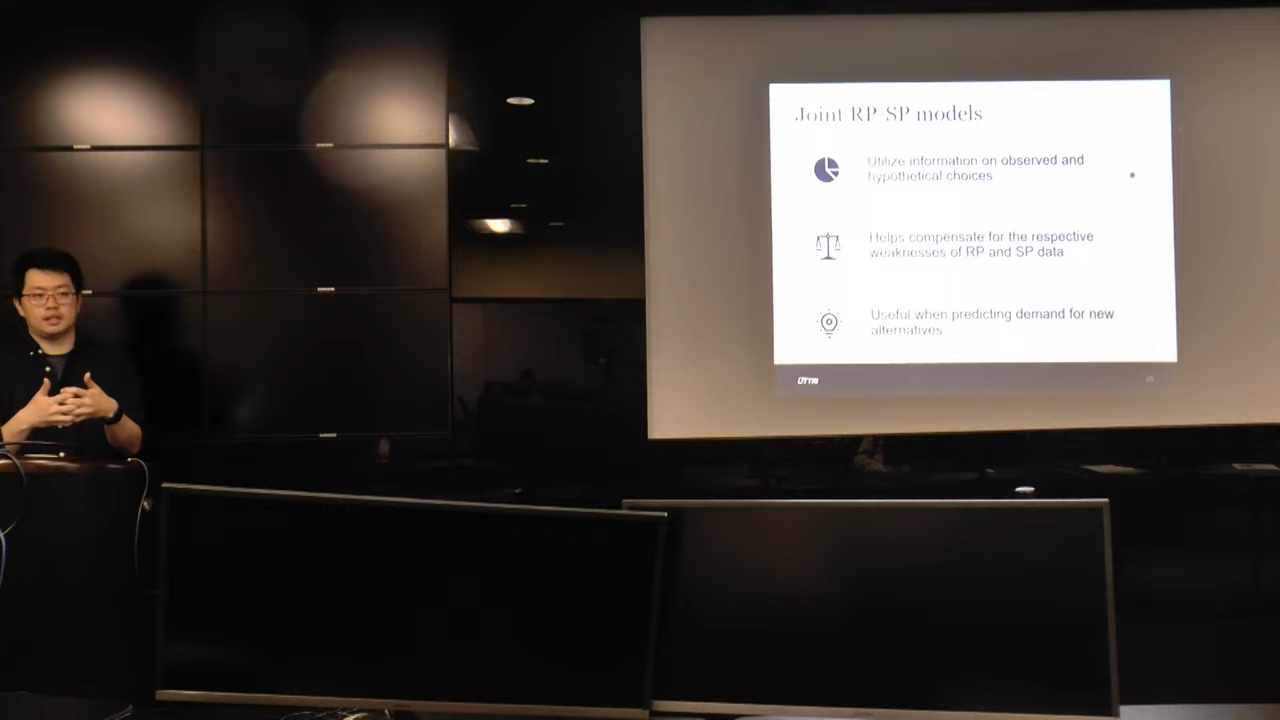 Joint RP-SP models
Utilize information on observed and
hypothetical choices
Helps compensate for the respective
weaknesses of RP and SP data
Useful when predicting demand for new
alternatives
UTTRI